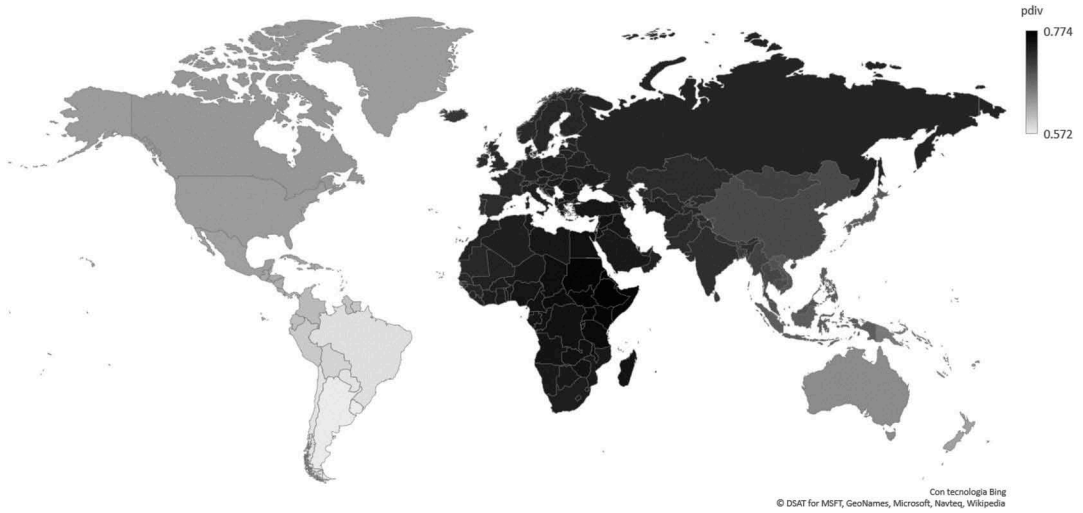 pdiv
0.774
0.572
Con tecnologia Bing
© DSAT for MSFT, GeoNames, Microsoft, Navteq, Wikipedia